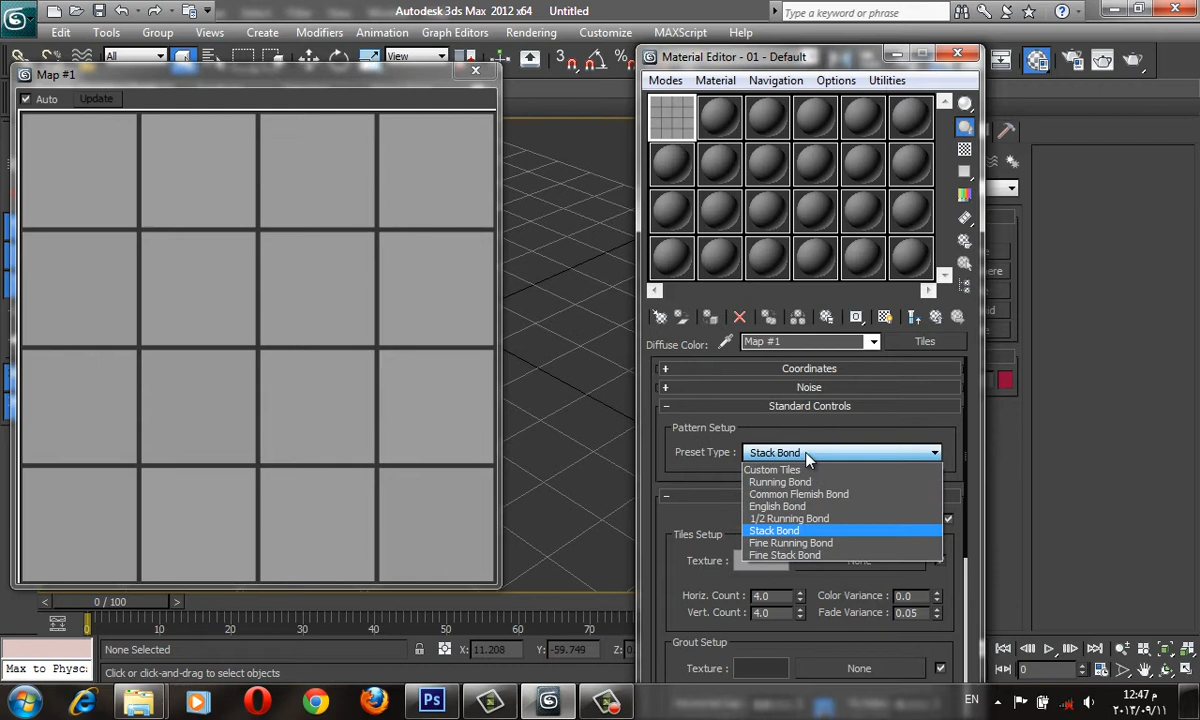 Autodesk 3ds Max 2012 x64 Untitled
Type a keyword or phrase
Edit Tools Group Views Create Modifiers Animation Graph Editors Rendering Customize MAXScript Help
All
View
3
Map #1
Auto Update
Material Editor - 01 - Default
Modes Material Navigation Options Utilities
Diffuse Color: Map #1 Tiles
+ Coordinates
+ Noise
- Standard Controls
Pattern Setup
Preset Type : Stack Bond
Custom Tiles
Running Bond
Common Flemish Bond
English Bond
1/2 Running Bond
Stack Bond
Fine Running Bond
Fine Stack Bond
Tiles Setup
Texture : None
Horiz. Count : 4.0 Color Variance : 0.0
Vert. Count : 4.0 Fade Variance : 0.05
Grout Setup
Texture : None
0 / 100
0 10 20 30 40 50 60 70
None Selected X: 11.208 Y: -59.749
Max to Physc Click or click-and-drag to select objects
0
EN
12:47 م
٢٠١٣/٠٩/١١